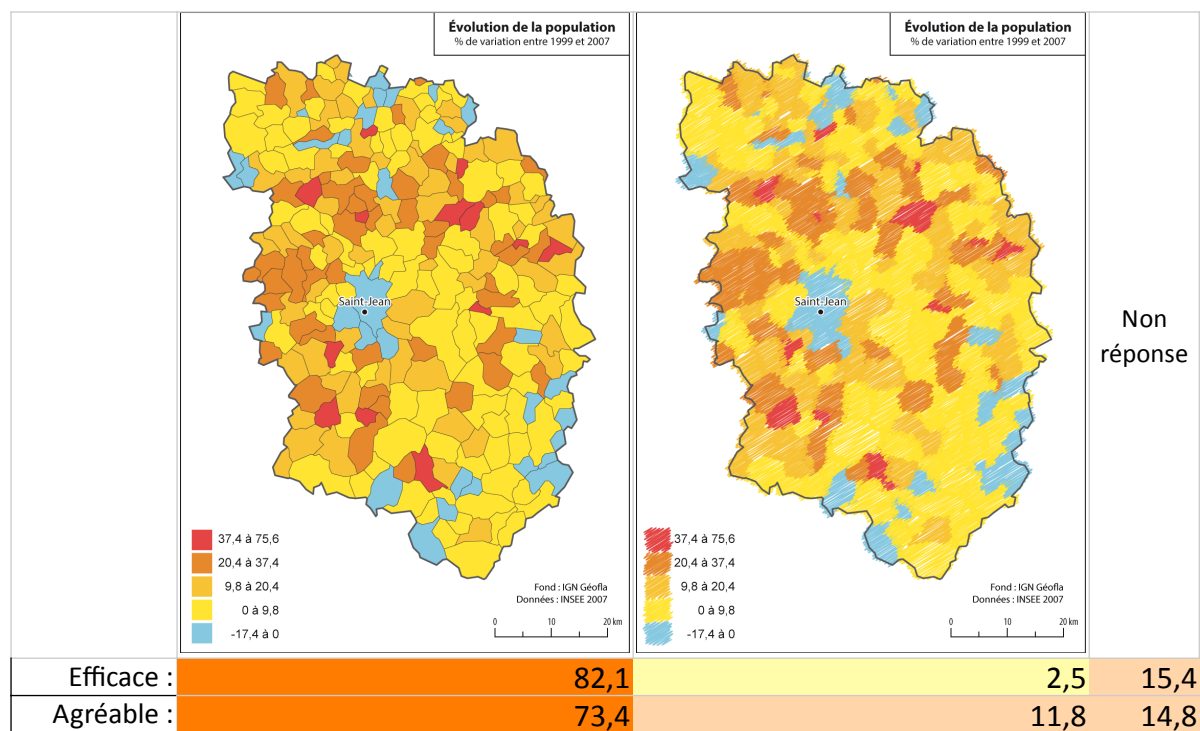 Évolution de la population
% de variation entre 1999 et 2007
Saint-Jean
37,4 à 75,6
20,4 à 37,4
9,8 à 20,4
0 à 9,8
-17,4 à 0
Fond : IGN Géofla
Données : INSEE 2007
0 10 20 km
Évolution de la population
% de variation entre 1999 et 2007
Saint-Jean
37,4 à 75,6
20,4 à 37,4
9,8 à 20,4
0 à 9,8
-17,4 à 0
Fond : IGN Géofla
Données : INSEE 2007
0 10 20 km
Non
réponse
Efficace : 82,1 2,5 15,4
Agréable : 73,4 11,8 14,8